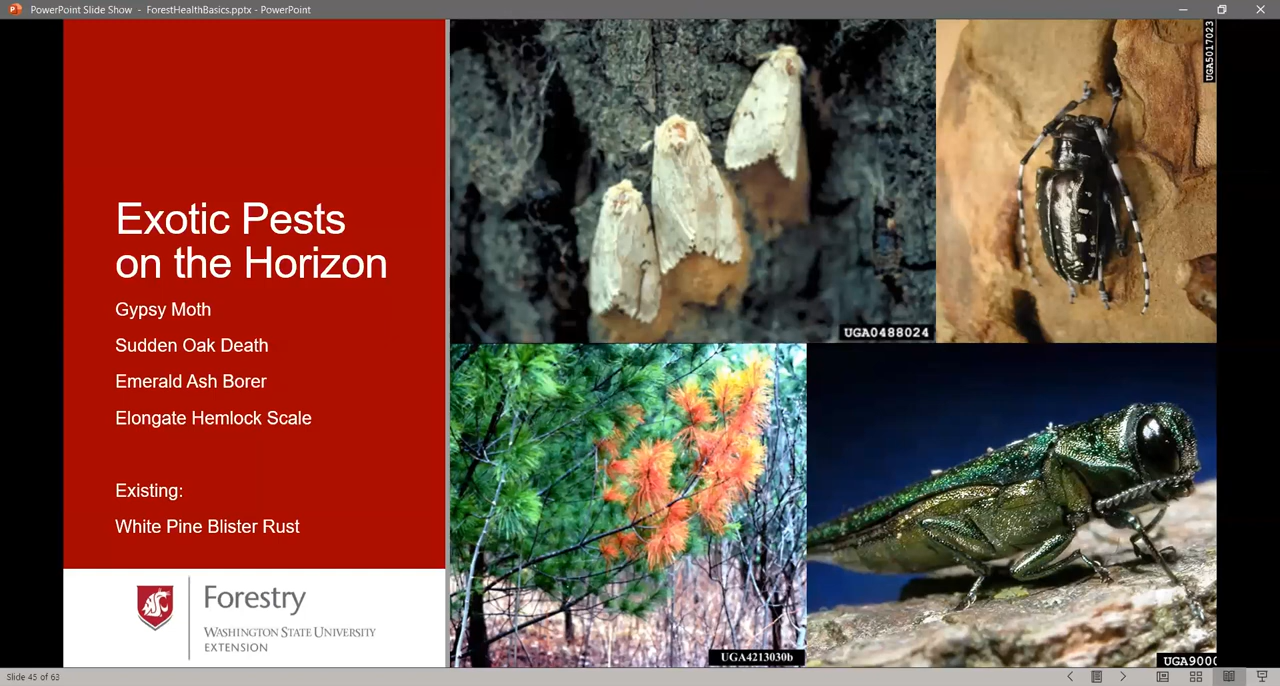 PowerPoint Slide Show - ForestHealthBasics.pptx - PowerPoint
Exotic Pests
on the Horizon
Gypsy Moth
Sudden Oak Death
Emerald Ash Borer
Elongate Hemlock Scale
Existing:
White Pine Blister Rust
Forestry
WASHINGTON STATE UNIVERSITY
EXTENSION
UGA0488024
UGA5017023
UGA4213030b
UGA9000
Slide 45 of 63